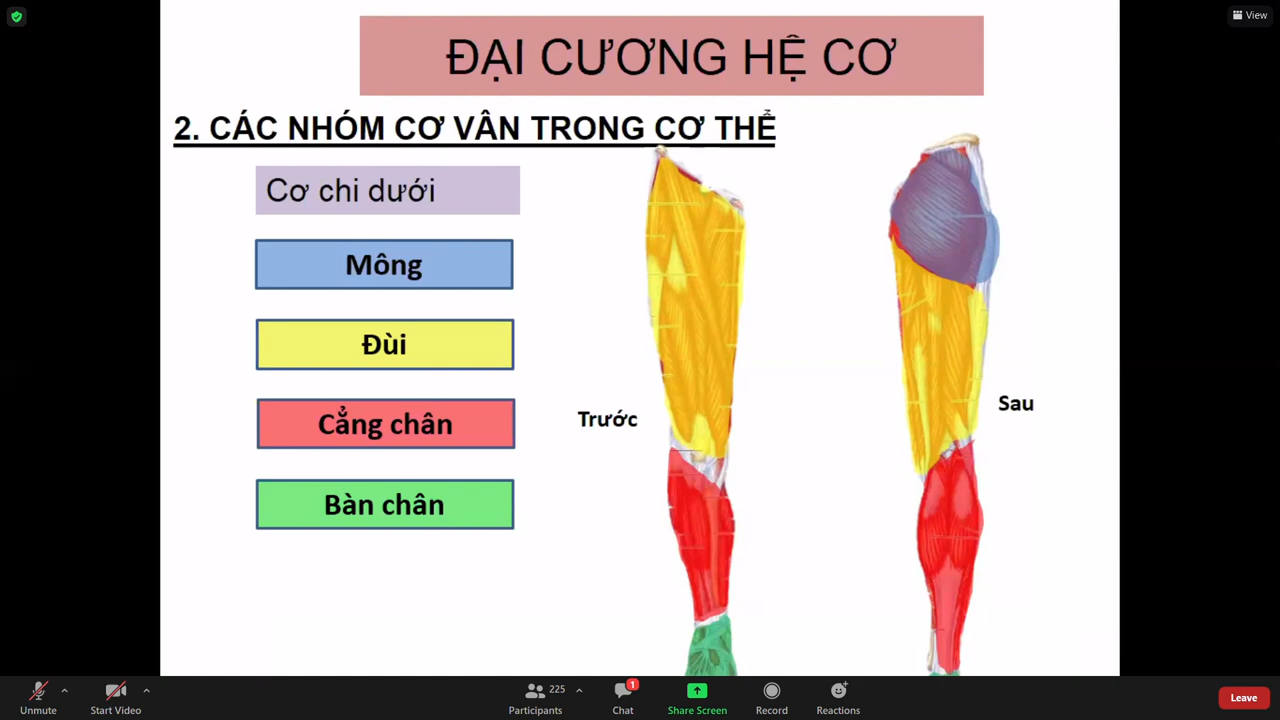 View
ĐẠI CƯƠNG HỆ CƠ
2. CÁC NHÓM CƠ VÂN TRONG CƠ THỂ
Cơ chi dưới
Mông
Đùi
Cẳng chân
Bàn chân
Trước
Sau
Unmute
Start Video
225
Participants
1
Chat
Share Screen
Record
Reactions
Leave